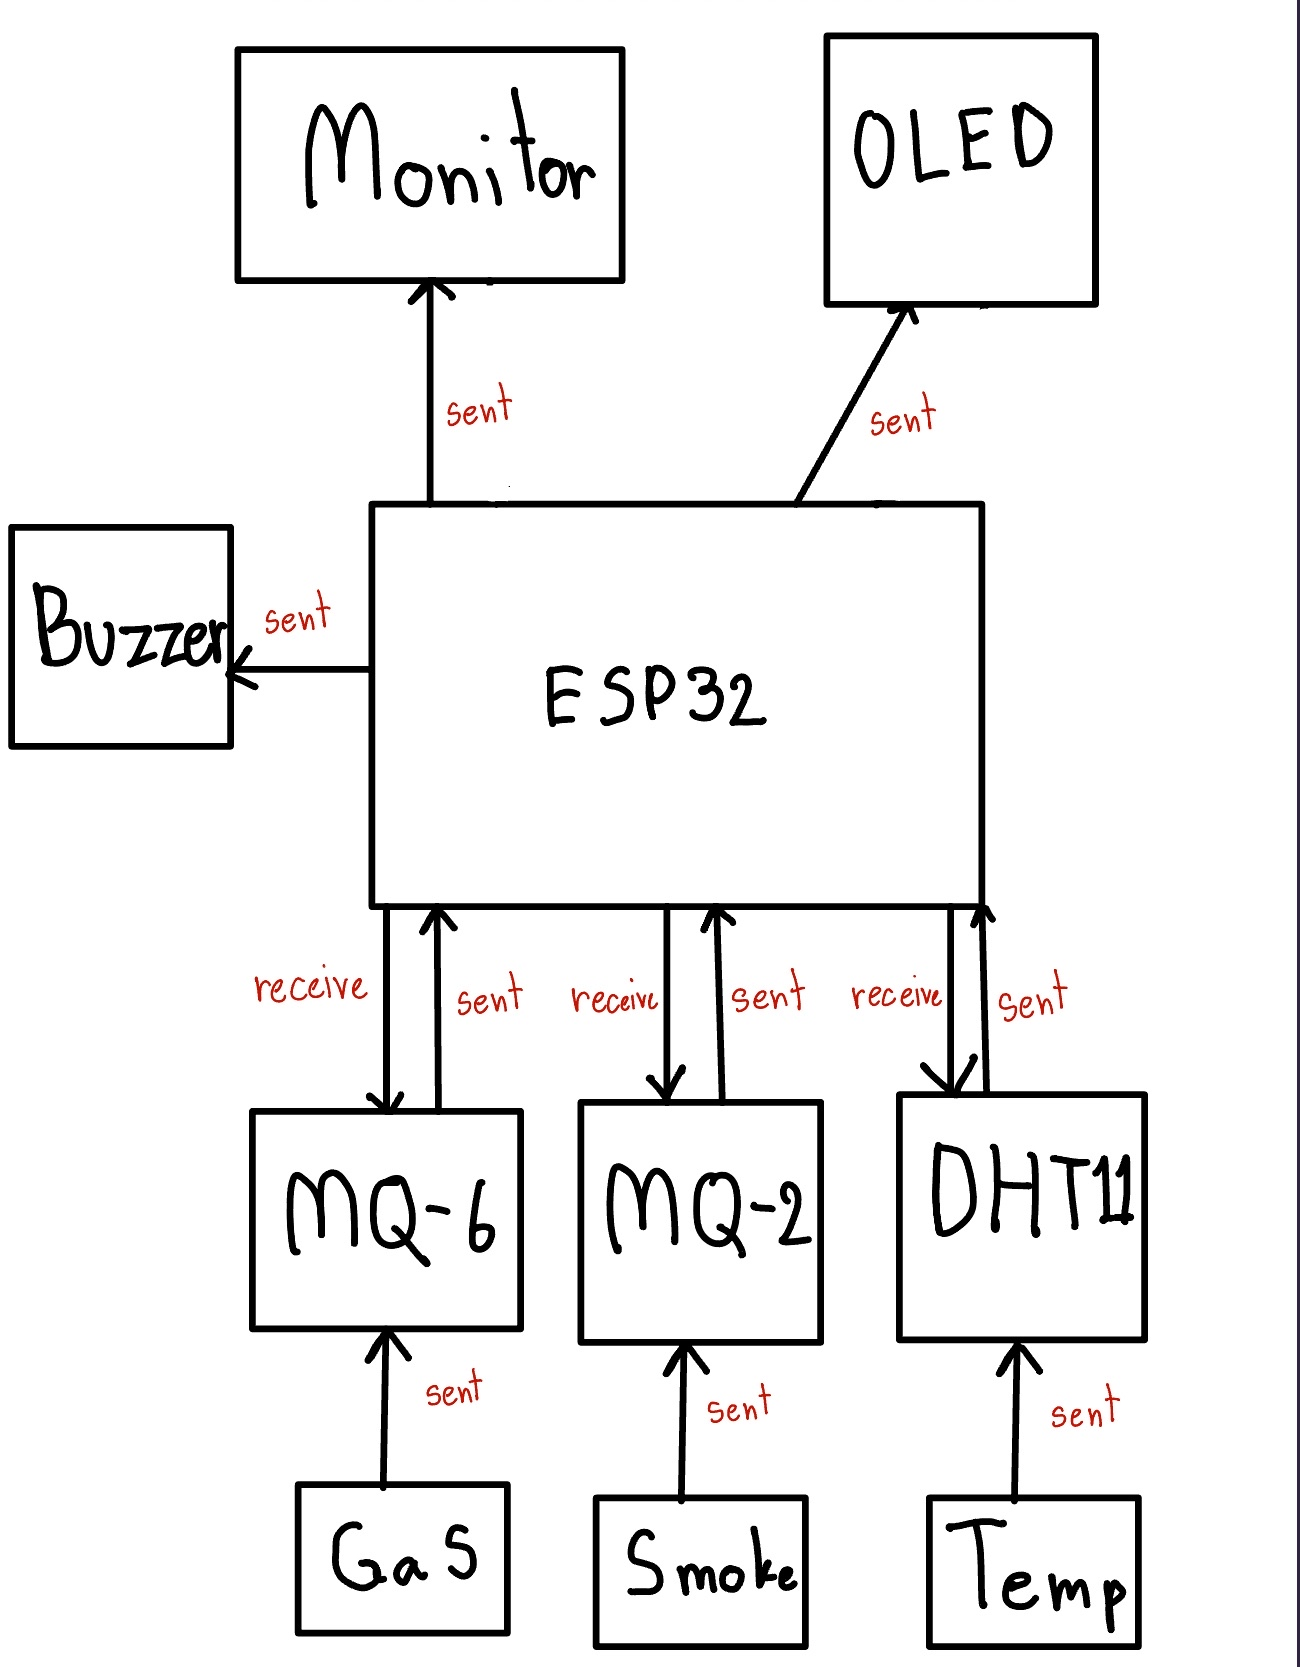 Monitor
OLED
sent
sent
Buzzer
sent
ESP32
receive
sent
receive
sent
receive
sent
MQ-6
MQ-2
DHT11
sent
sent
sent
Gas
Smoke
Temp